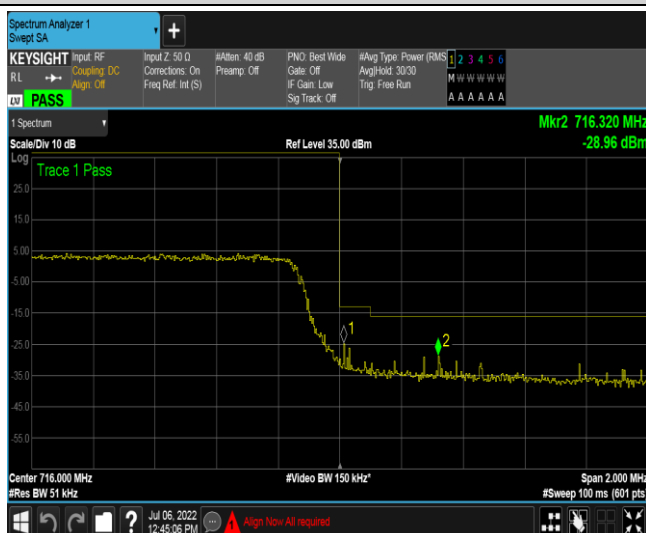 Spectrum Analyzer 1
Swept SA
+
KEYSIGHT
RL
LXI PASS
Input: RF
Coupling: DC
Align: Off
Input Z: 50 Ω
Corrections: On
Freq Ref: Int (S)
#Atten: 40 dB
Preamp: Off
PNO: Best Wide
Gate: Off
IF Gain: Low
Sig Track: Off
#Avg Type: Power (RMS
Avg|Hold: 30/30
Trig: Free Run
1 2 3 4 5 6
M W W W W W
A A A A A A
1 Spectrum
Mkr2 716.320 MHz
Scale/Div 10 dB
Ref Level 35.00 dBm
-28.96 dBm
Log
Trace 1 Pass
25.0
15.0
5.00
-5.00
-15.0
1
-25.0
2
-35.0
-45.0
-55.0
Center 716.000 MHz
#Video BW 150 kHz*
Span 2.000 MHz
#Res BW 51 kHz
#Sweep 100 ms (601 pts)
?
Jul 06, 2022
12:45:06 PM
1
Align Now All required